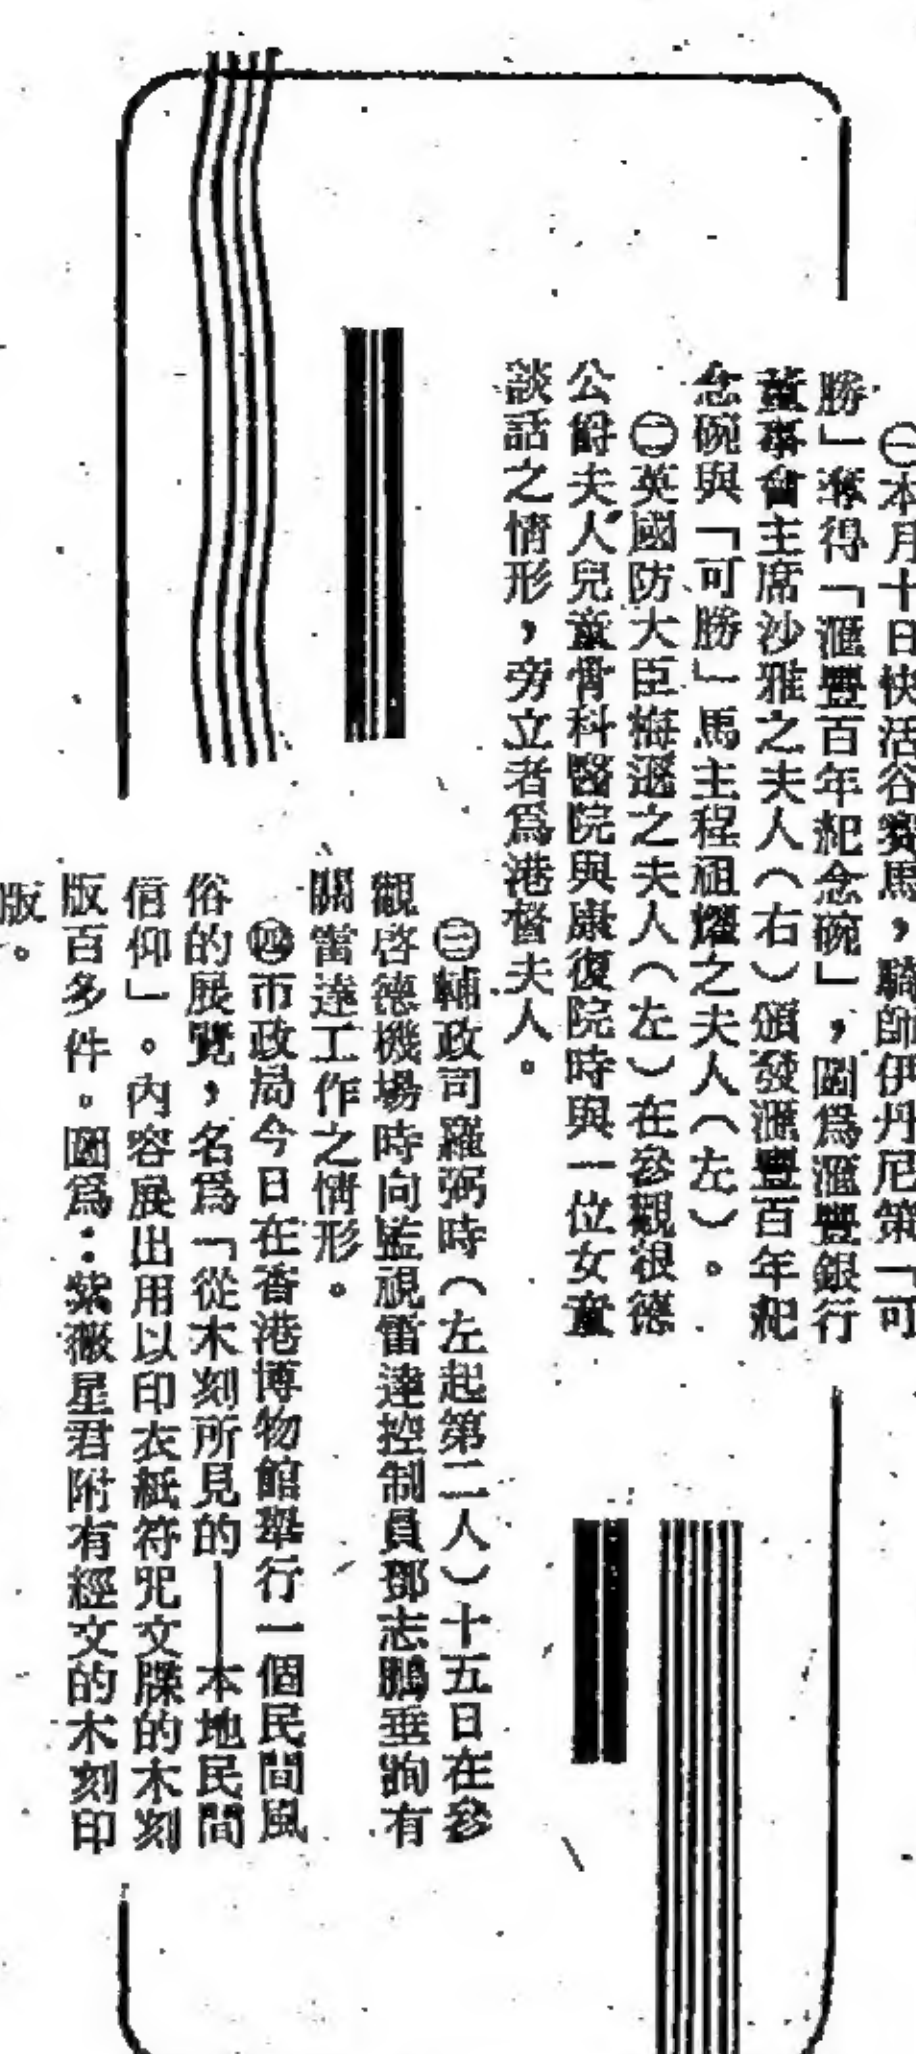 ㊀本月十日快活谷賽馬，騎師伊丹尼策「可
勝」奪得「滙豐百年紀念碗」，圖爲滙豐銀行
董事會主席沙雅之夫人（右）頒發滙豐百年紀
念碗與「可勝」馬主程祖耀之夫人（左）。
㊁英國防大臣悔遜之夫人（左）在參觀根德
公爵夫人兒童骨科醫院與康復院時與一位女童
談話之情形，旁立者爲港督夫人。
㊂輔政司羅弼時（左起第二人）十五日在參
觀啓德機場時向監視雷達控制員鄧志鵬垂詢有
關雷達工作之情形。
㊃市政局今日在香港博物館舉行一個民間風
俗的展覽，名爲「從木刻所見的——本地民間
信仰」。內容展出用以印衣紙符咒文牒的木刻
版百多件。圖爲：紫薇星君附有經文的木刻印
版。